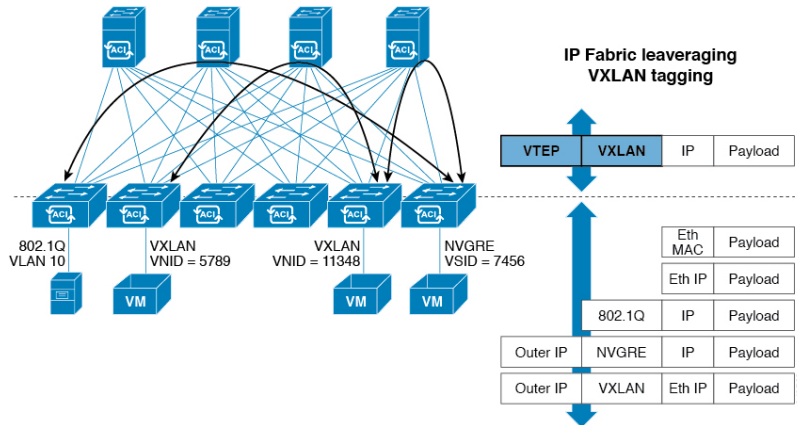 ACI ACI ACI ACI
IP Fabric leaveraging
VXLAN tagging
VTEP VXLAN IP Payload
ACI ACI ACI ACI ACI ACI
802.1Q
VLAN 10
VXLAN
VNID = 5789
VXLAN
VNID = 11348
NVGRE
VSID = 7456
VM VM VM
Eth
MAC
Payload
Eth IP Payload
802.1Q IP Payload
Outer IP NVGRE IP Payload
Outer IP VXLAN Eth IP Payload